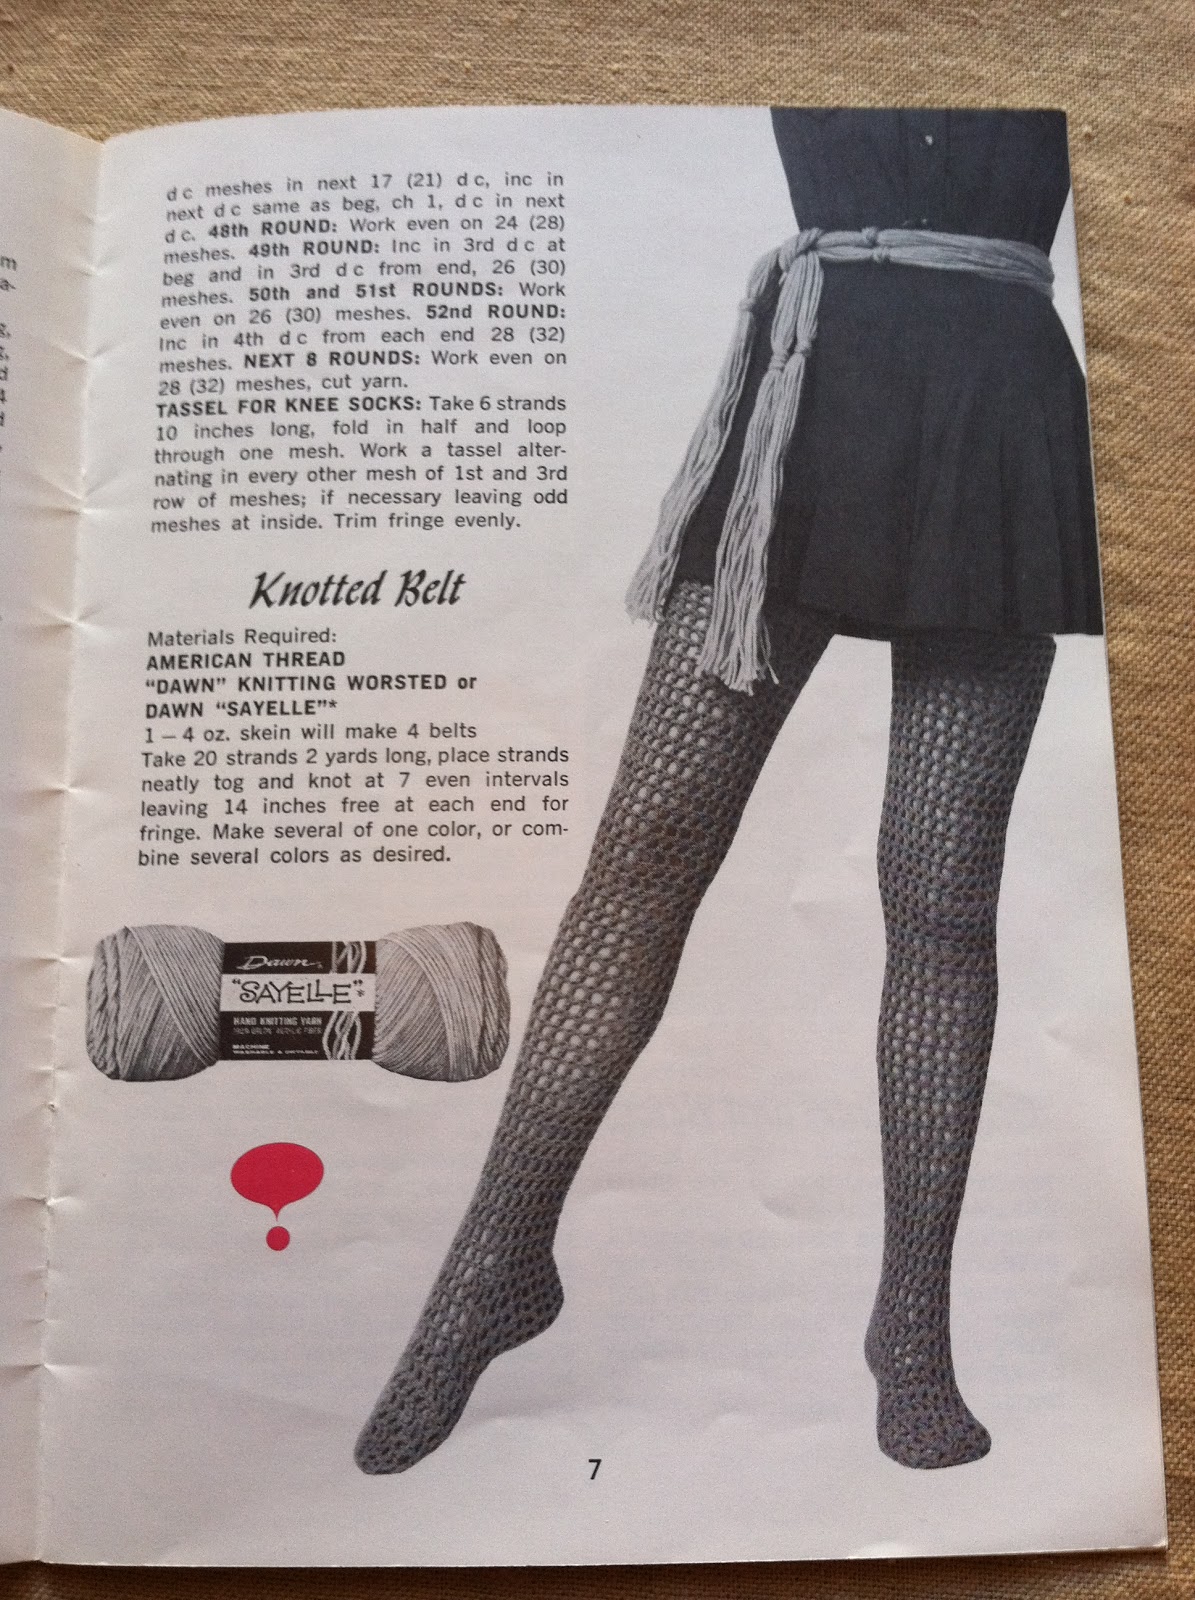 d c meshes in next 17 (21) d c, inc in
next d c same as beg, ch 1, d c in next
d c. 48th ROUND: Work even on 24 (28)
meshes. 49th ROUND: Inc in 3rd d c at
beg and in 3rd d c from end, 26 (30)
meshes. 50th and 51st ROUNDS: Work
even on 26 (30) meshes. 52nd ROUND:
Inc in 4th d c from each end 28 (32)
meshes. NEXT 8 ROUNDS: Work even on
28 (32) meshes, cut yarn.
TASSEL FOR KNEE SOCKS: Take 6 strands
10 inches long, fold in half and loop
through one mesh. Work a tassel alter-
nating in every other mesh of 1st and 3rd
row of meshes; if necessary leaving odd
meshes at inside. Trim fringe evenly.
Knotted Belt
Materials Required:
AMERICAN THREAD
“DAWN” KNITTING WORSTED or
DAWN “SAYELLE”*
1 – 4 oz. skein will make 4 belts
Take 20 strands 2 yards long, place strands
neatly tog and knot at 7 even intervals
leaving 14 inches free at each end for
fringe. Make several of one color, or com-
bine several colors as desired.
Dawn
“SAYELLE”*
HAND KNITTING YARN
MACHINE
WASHABLE &
7